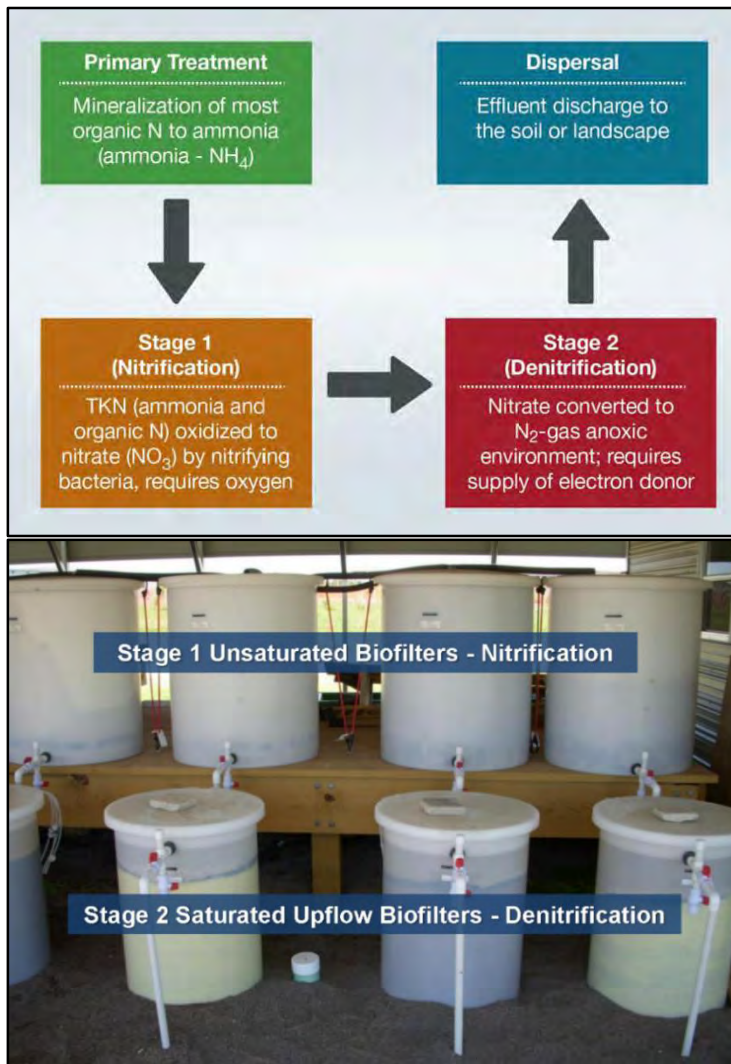 Primary Treatment
Mineralization of most
organic N to ammonia
(ammonia - NH₄)
Dispersal
Effluent discharge to
the soil or landscape
Stage 1
(Nitrification)
TKN (ammonia and
organic N) oxidized to
nitrate (NO₃) by nitrifying
bacteria, requires oxygen
Stage 2
(Denitrification)
Nitrate converted to
N₂-gas anoxic
environment; requires
supply of electron donor
Stage 1 Unsaturated Biofilters - Nitrification
Stage 2 Saturated Upflow Biofilters - Denitrification